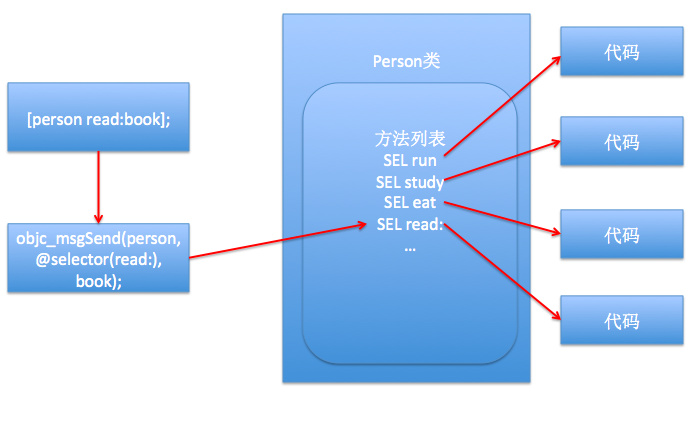 [person read:book];
objc_msgSend(person,
@selector(read:),
book);
Person类
方法列表
SEL run
SEL study
SEL eat
SEL read:
...
代码
代码
代码
代码